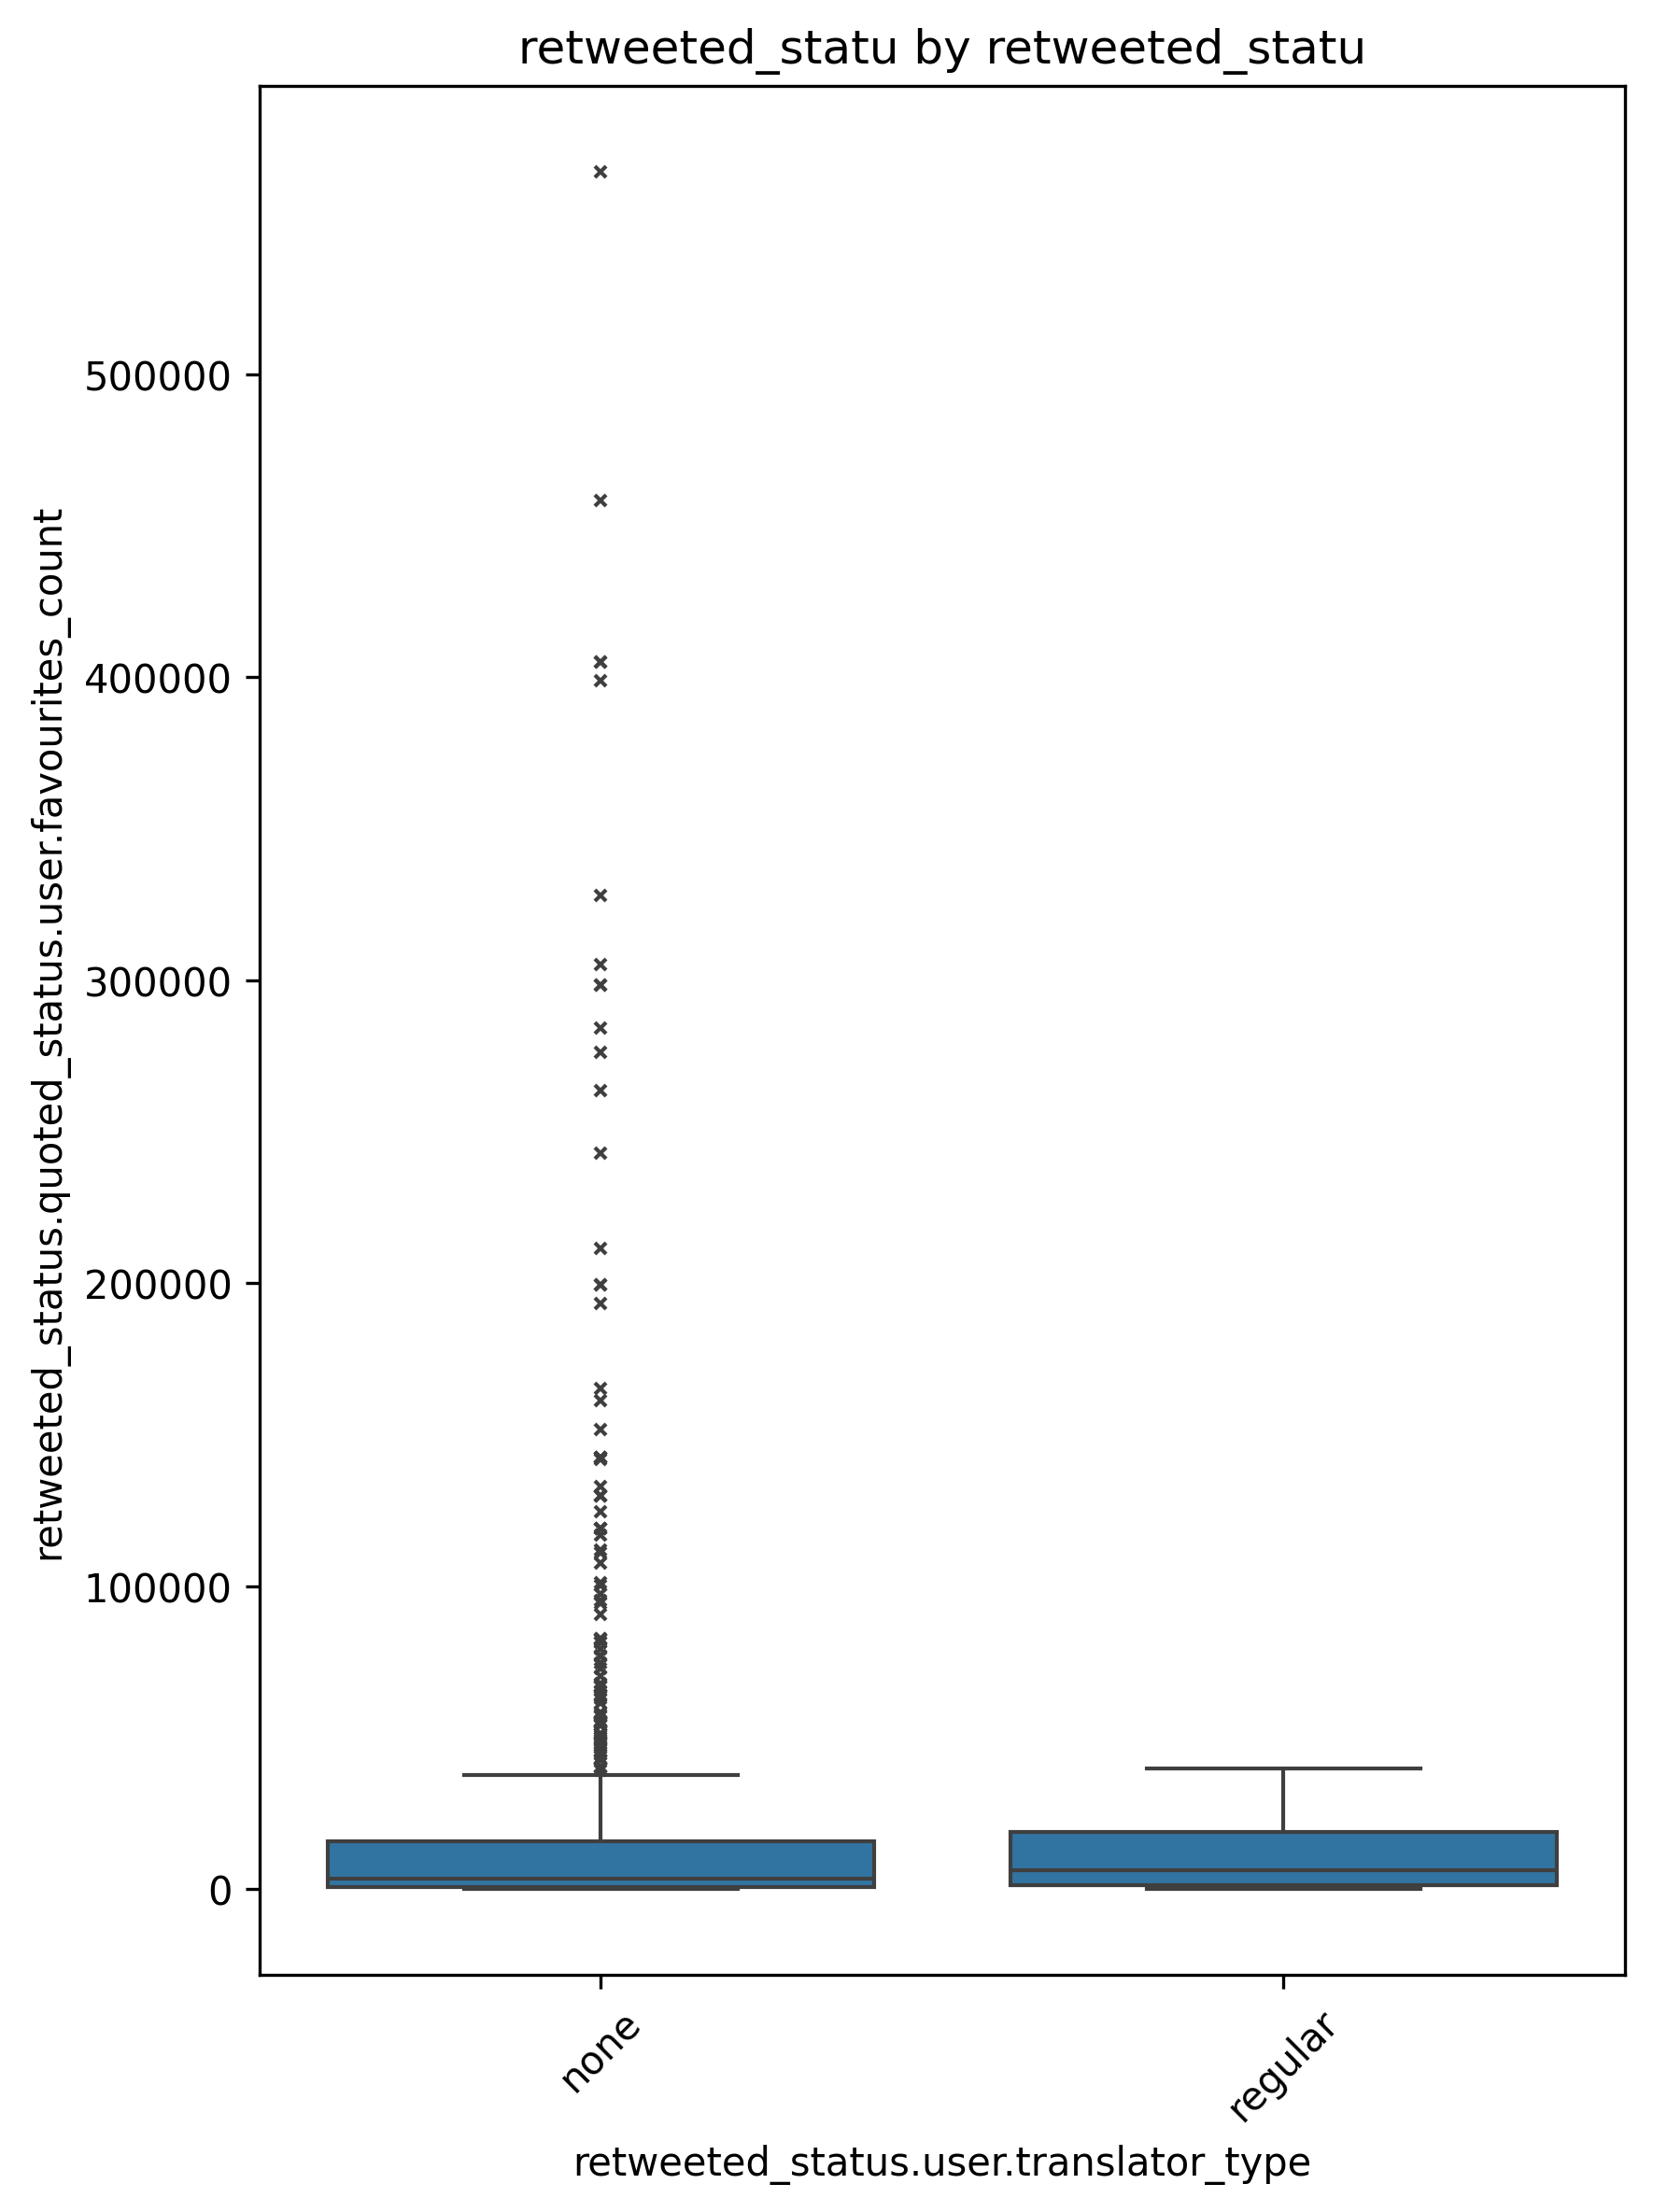 retweeted_statu by retweeted_statu
retweeted_status.quoted_status.user.favourites_count
500000
400000
300000
200000
100000
0
none
regular
retweeted_status.user.translator_type